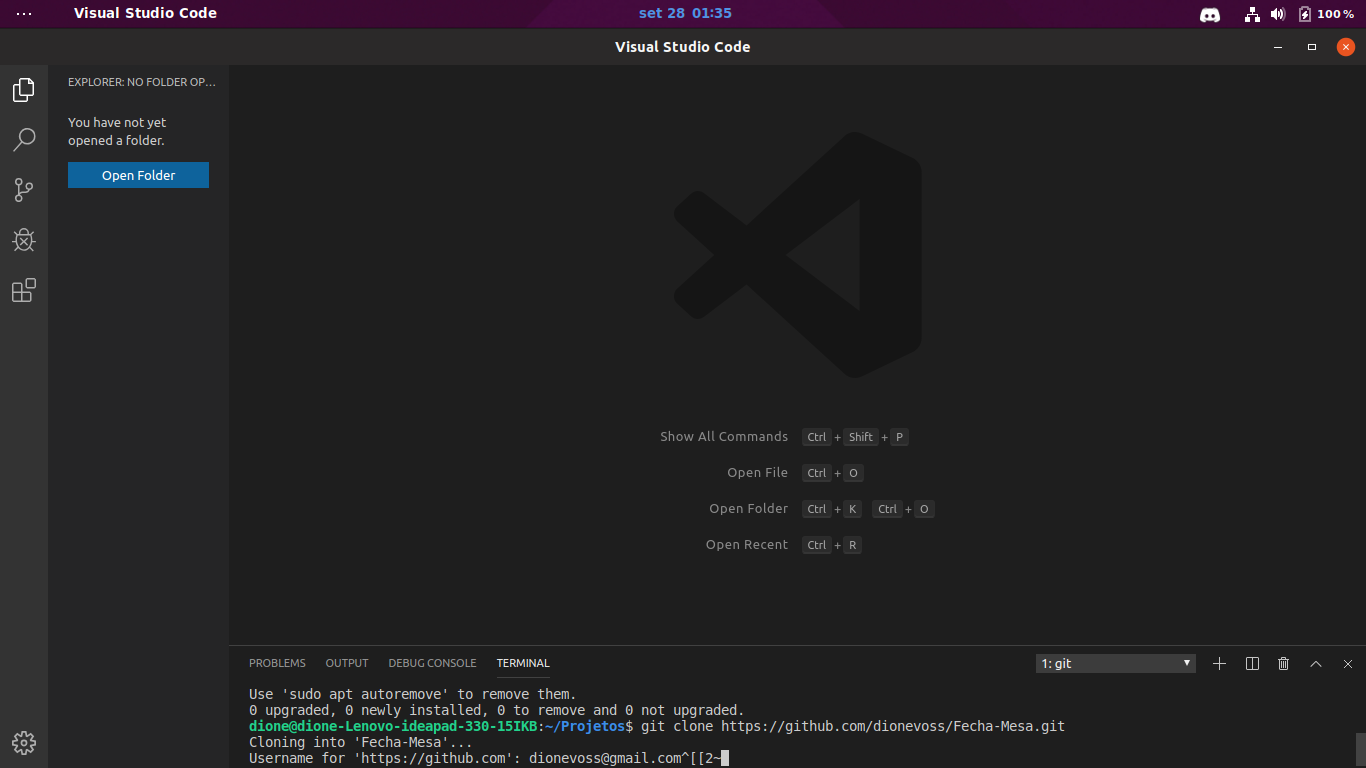 ··· Visual Studio Code set 28 01:35 100 %
Visual Studio Code
EXPLORER: NO FOLDER OP...
You have not yet
opened a folder.
Open Folder
Show All Commands Ctrl + Shift + P
Open File Ctrl + O
Open Folder Ctrl + K Ctrl + O
Open Recent Ctrl + R
PROBLEMS OUTPUT DEBUG CONSOLE TERMINAL 1: git
Use 'sudo apt autoremove' to remove them.
0 upgraded, 0 newly installed, 0 to remove and 0 not upgraded.
dione@dione-Lenovo-ideapad-330-15IKB:~/Projetos$ git clone https://github.com/dionevoss/Fecha-Mesa.git
Cloning into 'Fecha-Mesa'...
Username for 'https://github.com': dionevoss@gmail.com^[[2~